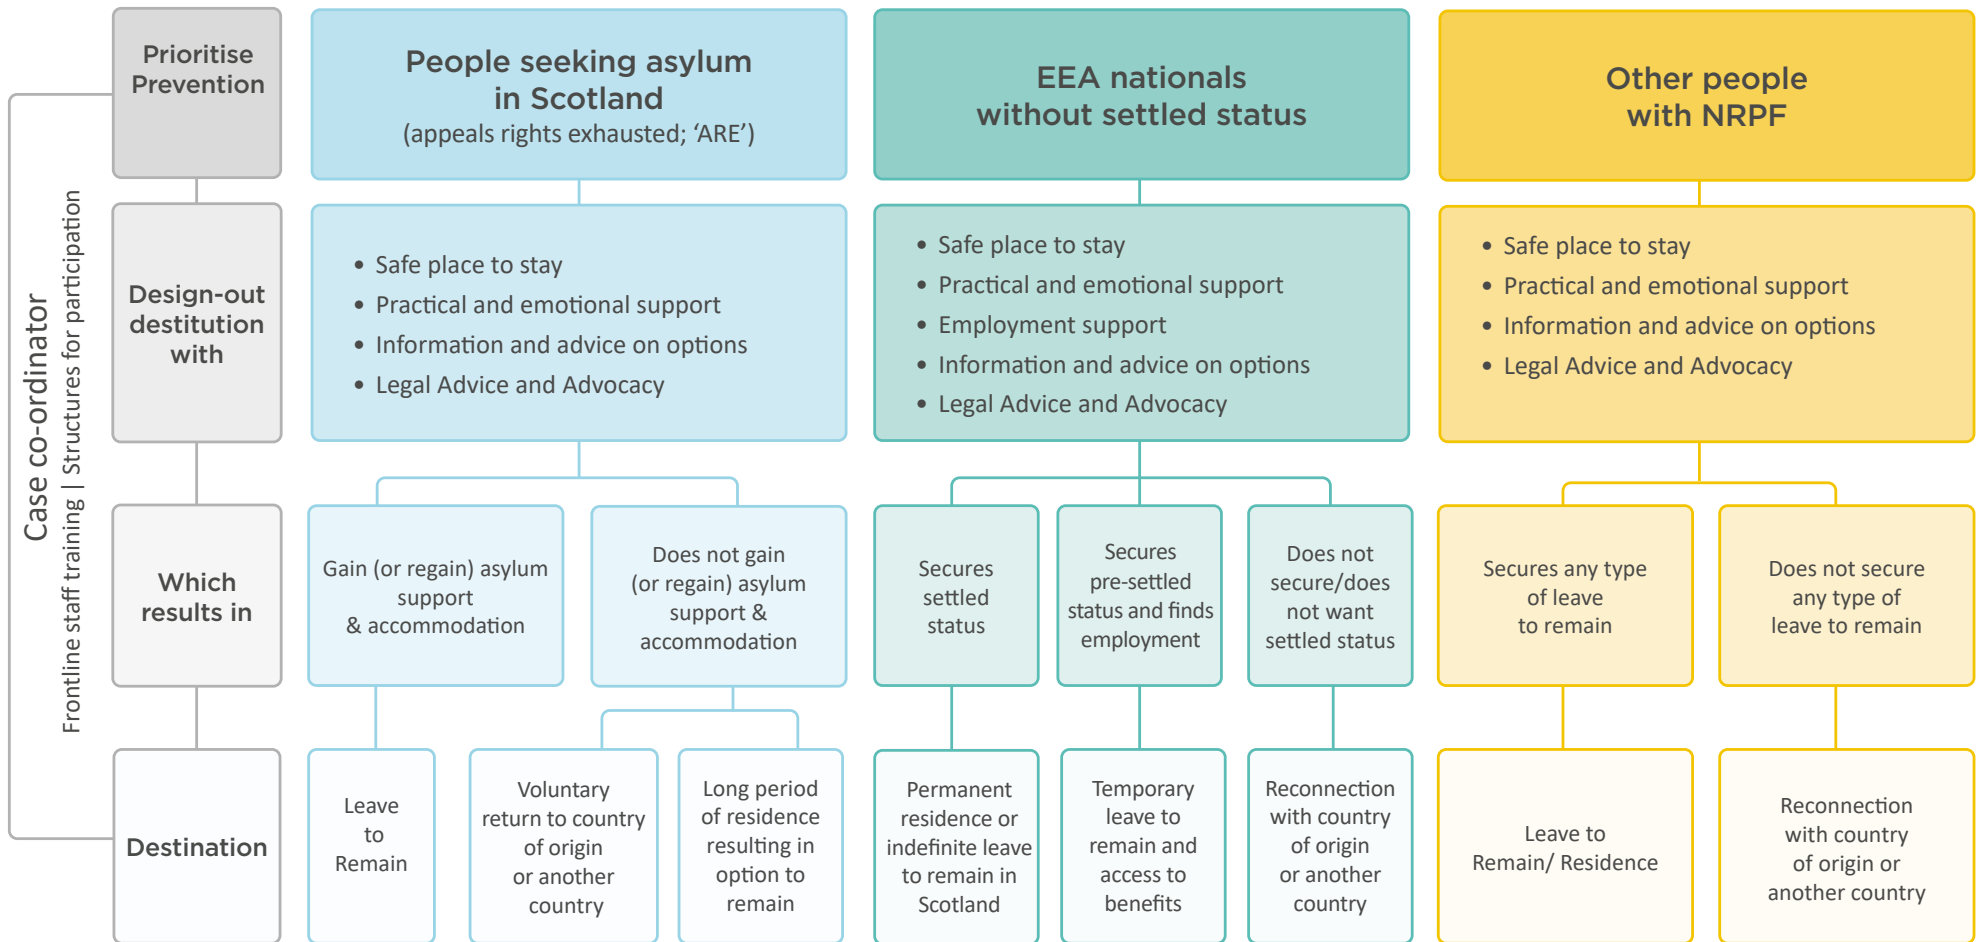 Case co-ordinator
Frontline staff training | Structures for participation
Prioritise
Prevention
People seeking asylum
in Scotland
(appeals rights exhausted; ‘ARE’)
EEA nationals
without settled status
Other people
with NRPF
Design-out
destitution
with
• Safe place to stay
• Practical and emotional support
• Information and advice on options
• Legal Advice and Advocacy
• Safe place to stay
• Practical and emotional support
• Employment support
• Information and advice on options
• Legal Advice and Advocacy
• Safe place to stay
• Practical and emotional support
• Information and advice on options
• Legal Advice and Advocacy
Which
results in
Gain (or regain) asylum
support
& accommodation
Does not gain
(or regain) asylum
support &
accommodation
Secures
settled
status
Secures
pre-settled
status and finds
employment
Does not
secure/does
not want
settled status
Secures any type
of leave
to remain
Does not secure
any type of
leave to remain
Destination
Leave
to
Remain
Voluntary
return to country
of origin
or another
country
Long period
of residence
resulting in
option to
remain
Permanent
residence or
indefinite leave
to remain in
Scotland
Temporary
leave to
remain and
access to
benefits
Reconnection
with country
of origin
or another
country
Leave to
Remain/ Residence
Reconnection
with country
of origin or
another country